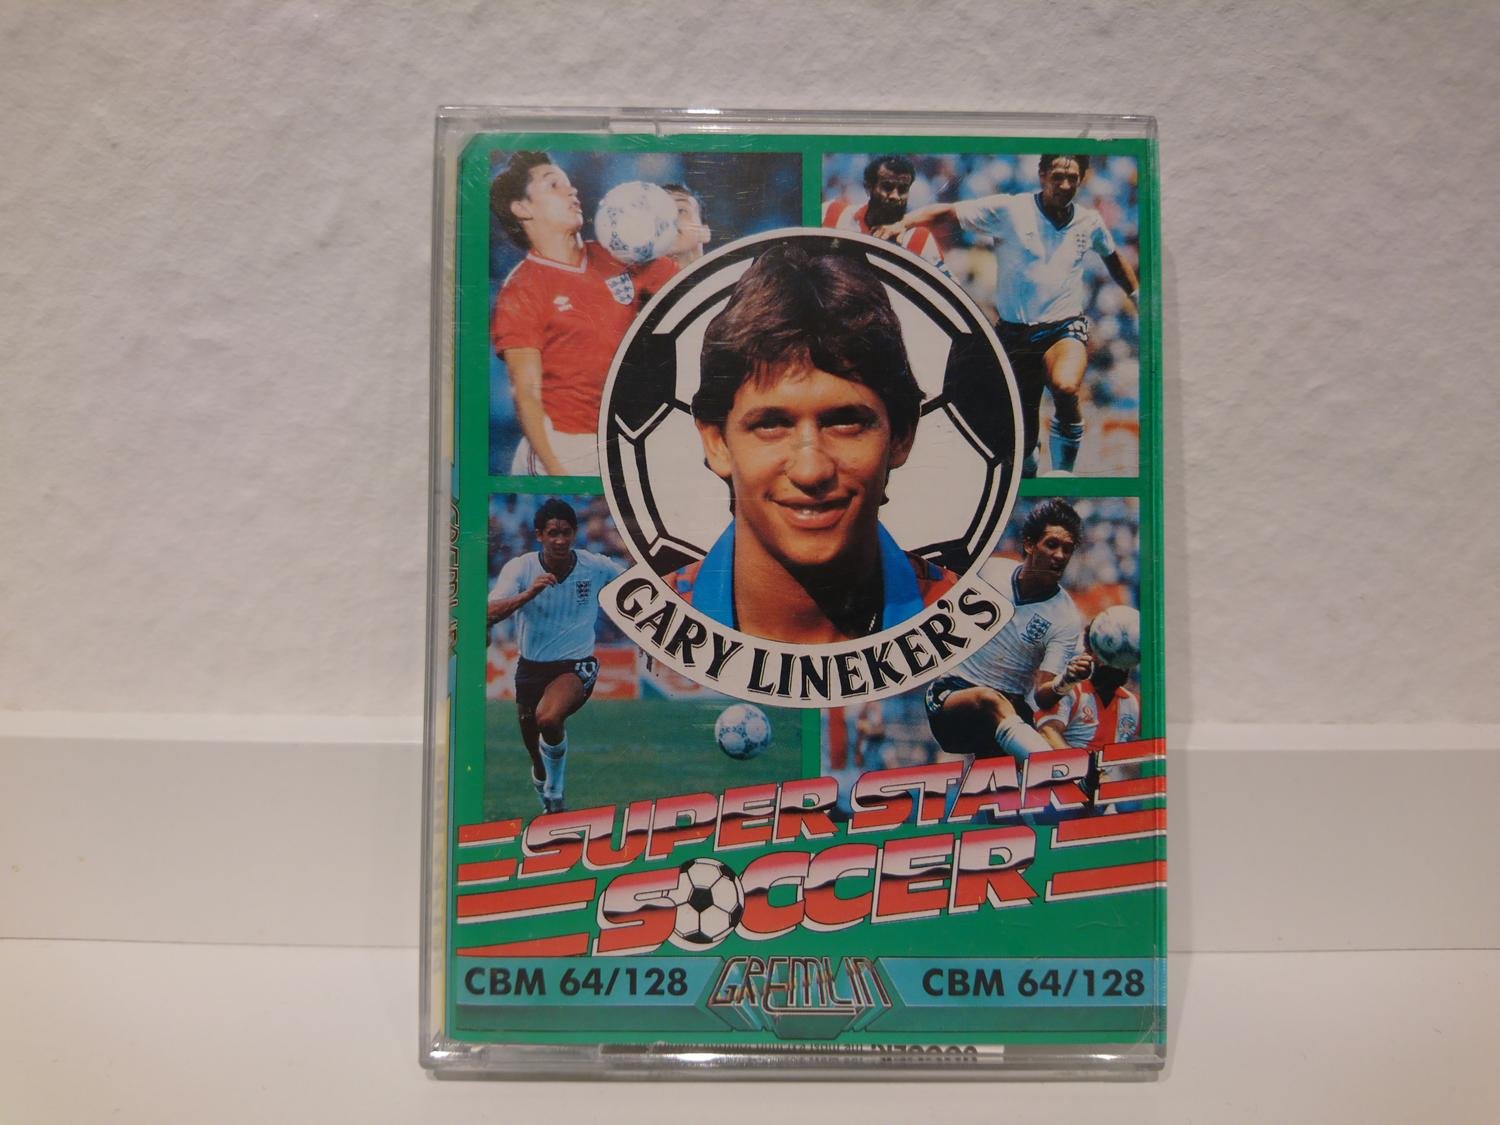 GARY LINEKER'S
SUPER STAR
SOCCER
CBM 64/128 GREMLIN CBM 64/128